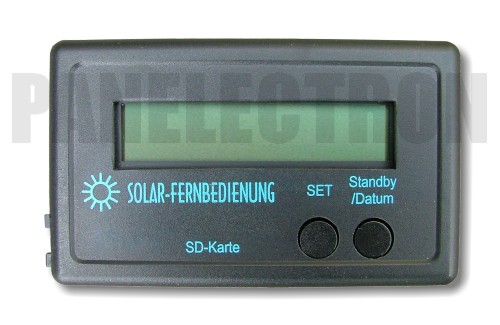 PANELECTRON
SOLAR-FERNBEDIENUNG
SET
Standby
/Datum
SD-Karte